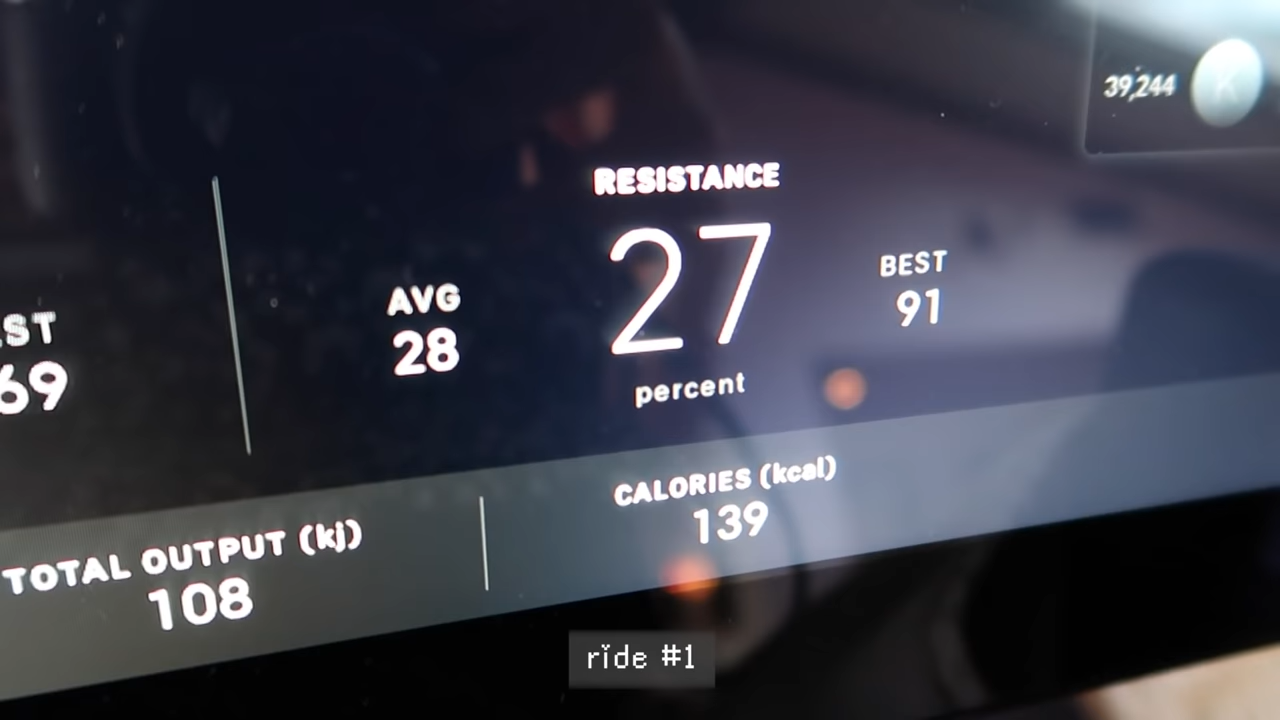 39,244
K
RESISTANCE
27
percent
AVG
28
BEST
91
ST
69
TOTAL OUTPUT (kj)
108
CALORIES (kcal)
139
ride #1